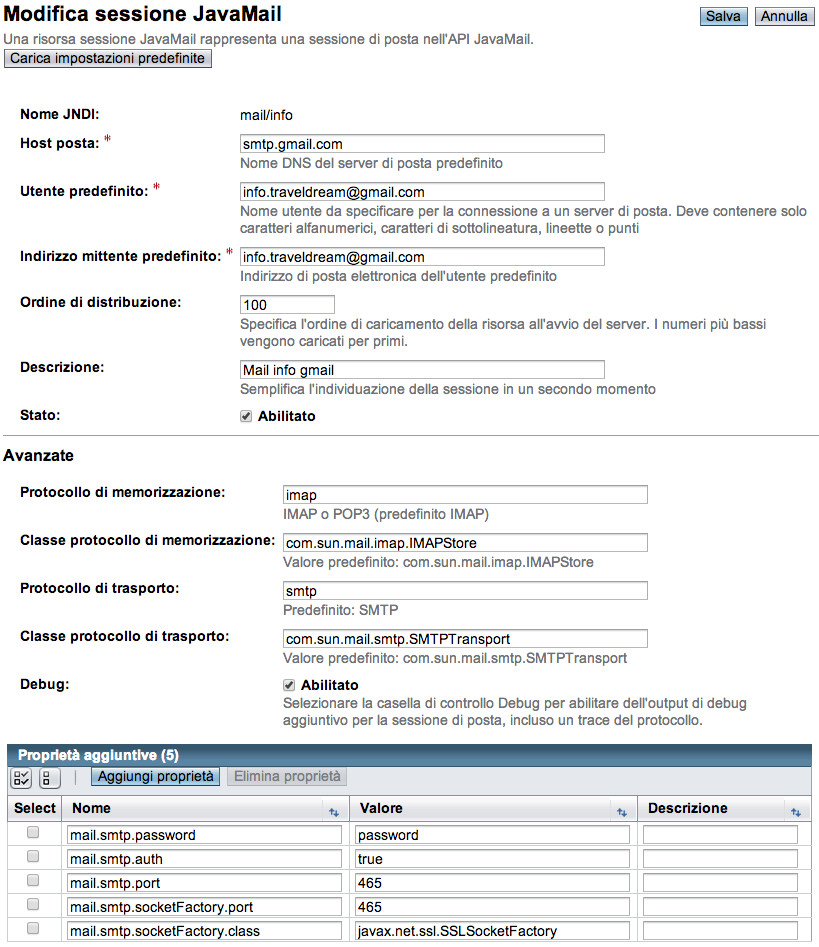 Modifica sessione JavaMail
Salva Annulla
Una risorsa sessione JavaMail rappresenta una sessione di posta nell'API JavaMail.
Carica impostazioni predefinite
Nome JNDI: mail/info
Host posta: * smtp.gmail.com
Nome DNS del server di posta predefinito
Utente predefinito: * info.traveldream@gmail.com
Nome utente da specificare per la connessione a un server di posta. Deve contenere solo
caratteri alfanumerici, caratteri di sottolineatura, lineette o punti
Indirizzo mittente predefinito: * info.traveldream@gmail.com
Indirizzo di posta elettronica dell'utente predefinito
Ordine di distribuzione: 100
Specifica l'ordine di caricamento della risorsa all'avvio del server. I numeri più bassi
vengono caricati per primi.
Descrizione: Mail info gmail
Semplifica l'individuazione della sessione in un secondo momento
Stato: Abilitato
Avanzate
Protocollo di memorizzazione: imap
IMAP o POP3 (predefinito IMAP)
Classe protocollo di memorizzazione: com.sun.mail.imap.IMAPStore
Valore predefinito: com.sun.mail.imap.IMAPStore
Protocollo di trasporto: smtp
Predefinito: SMTP
Classe protocollo di trasporto: com.sun.mail.smtp.SMTPTransport
Valore predefinito: com.sun.mail.smtp.SMTPTransport
Debug: Abilitato
Selezionare la casella di controllo Debug per abilitare dell'output di debug
aggiuntivo per la sessione di posta, incluso un trace del protocollo.
Proprietà aggiuntive (5)
Aggiungi proprietà Elimina proprietà
Select Nome Valore Descrizione
mail.smtp.password password
mail.smtp.auth true
mail.smtp.port 465
mail.smtp.socketFactory.port 465
mail.smtp.socketFactory.class javax.net.ssl.SSLSocketFactory